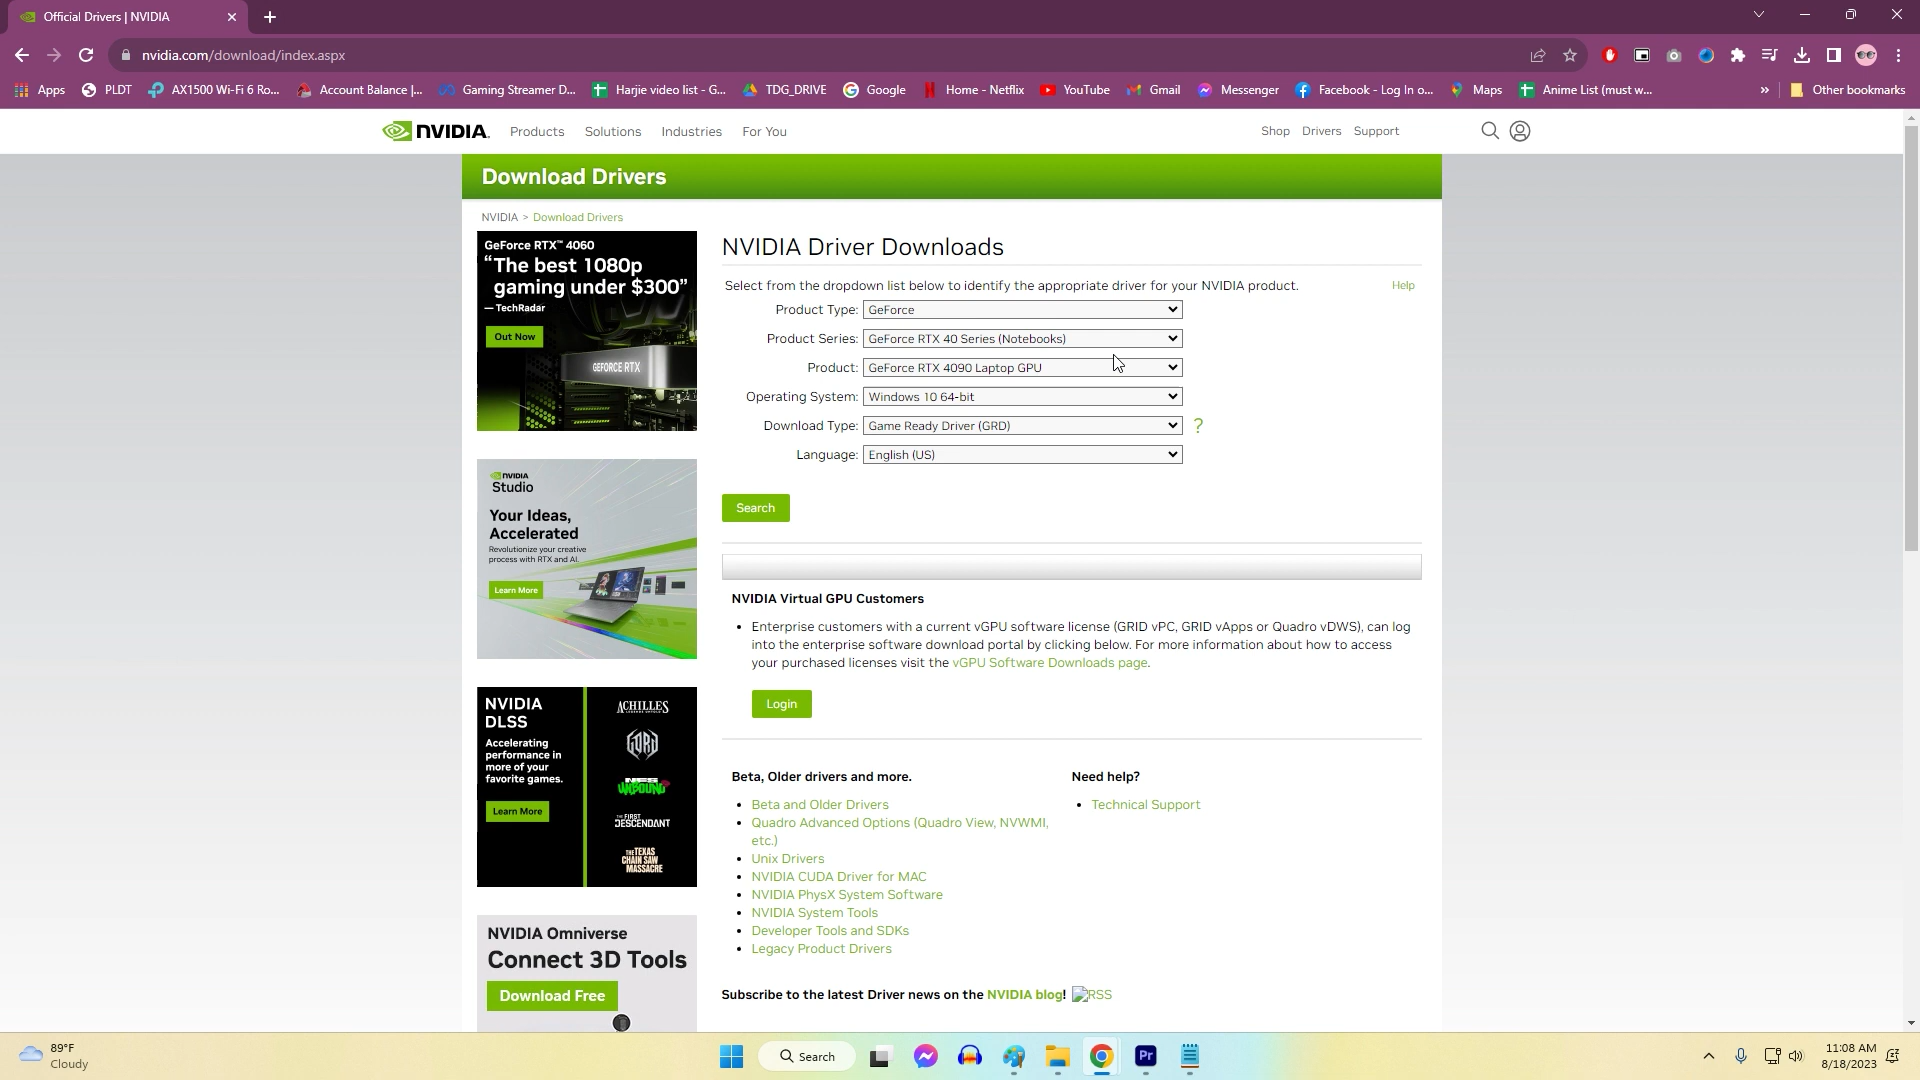 Official Drivers | NVIDIA
nvidia.com/download/index.aspx
Apps
PLDT
AX1500 Wi-Fi 6 Ro...
Account Balance |...
Gaming Streamer D...
Harjie video list - G...
TDG_DRIVE
Google
Home - Netflix
YouTube
Gmail
Messenger
Facebook - Log In o...
Maps
Anime List (must w...
»
Other bookmarks
NVIDIA.
Products
Solutions
Industries
For You
Shop
Drivers
Support
Download Drivers
NVIDIA > Download Drivers
GeForce RTX™ 4060
“The best 1080p
gaming under $300”
— TechRadar
Out Now
GEFORCE RTX
NVIDIA Driver Downloads
Select from the dropdown list below to identify the appropriate driver for your NVIDIA product.
Help
Product Type: GeForce
Product Series: GeForce RTX 40 Series (Notebooks)
Product: GeForce RTX 4090 Laptop GPU
Operating System: Windows 10 64-bit
Download Type: Game Ready Driver (GRD) ?
Language: English (US)
Search
NVIDIA
Studio
Your Ideas,
Accelerated
Revolutionize your creative
process with RTX and AI.
Learn More
NVIDIA Virtual GPU Customers
• Enterprise customers with a current vGPU software license (GRID vPC, GRID vApps or Quadro vDWS), can log
into the enterprise software download portal by clicking below. For more information about how to access
your purchased licenses visit the vGPU Software Downloads page.
Login
NVIDIA
DLSS
Accelerating
performance in
more of your
favorite games.
Learn More
ACHILLES
LEGENDS UNTOLD
GORD
NFS
UNBOUND
THE FIRST
DESCENDANT
THE TEXAS
CHAIN SAW
MASSACRE
Beta, Older drivers and more.
• Beta and Older Drivers
• Quadro Advanced Options (Quadro View, NVWMI,
etc.)
• Unix Drivers
• NVIDIA CUDA Driver for MAC
• NVIDIA PhysX System Software
• NVIDIA System Tools
• Developer Tools and SDKs
• Legacy Product Drivers
Need help?
• Technical Support
NVIDIA Omniverse
Connect 3D Tools
Download Free
Subscribe to the latest Driver news on the NVIDIA blog! RSS
89°F
Cloudy
Search
Pr
11:08 AM
8/18/2023